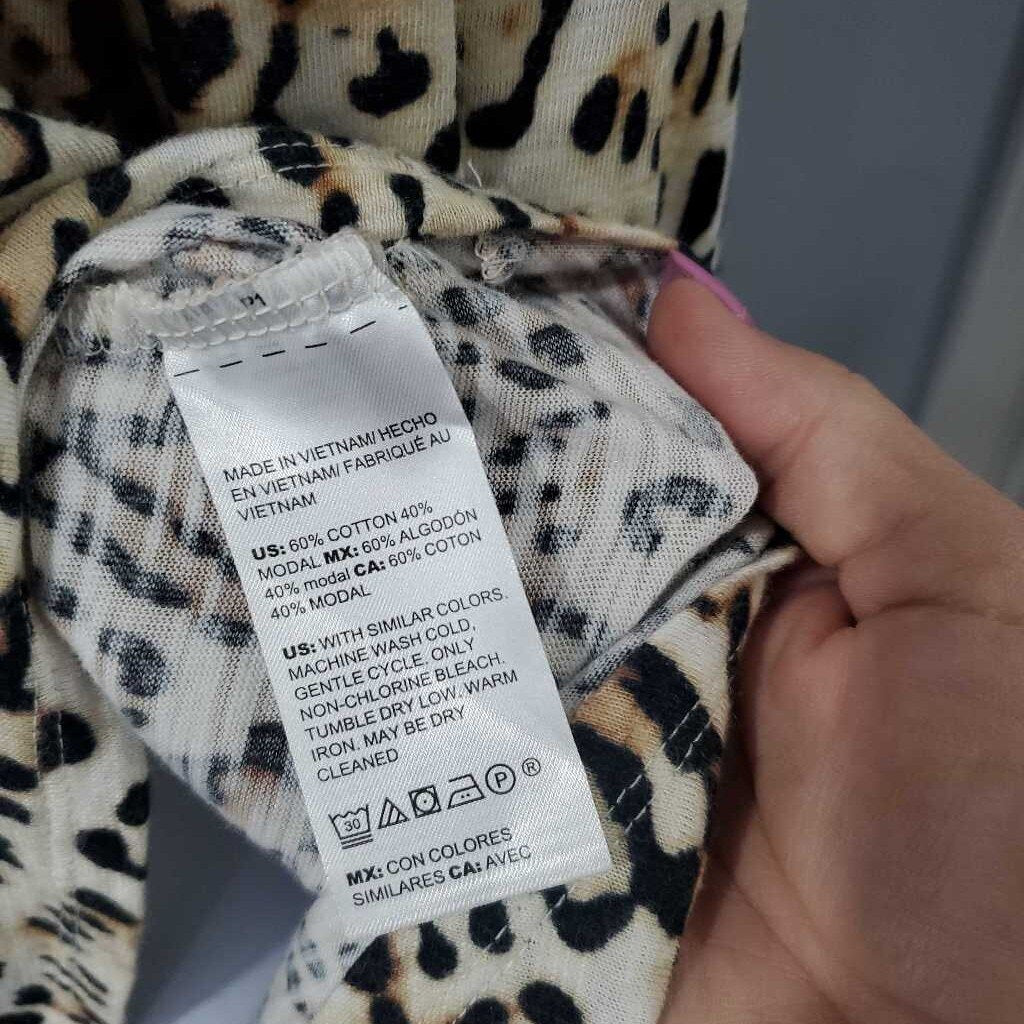 MADE IN VIETNAM/ HECHO
EN VIETNAM/ FABRIQUÉ AU
VIETNAM
US: 60% COTTON 40%
MODAL MX: 60% ALGODÓN
40% modal CA: 60% COTON
40% MODAL
US: WITH SIMILAR COLORS.
MACHINE WASH COLD,
GENTLE CYCLE. ONLY
NON-CHLORINE BLEACH.
TUMBLE DRY LOW. WARM
IRON. MAY BE DRY
CLEANED
30 P ®
MX: CON COLORES
SIMILARES CA: AVEC